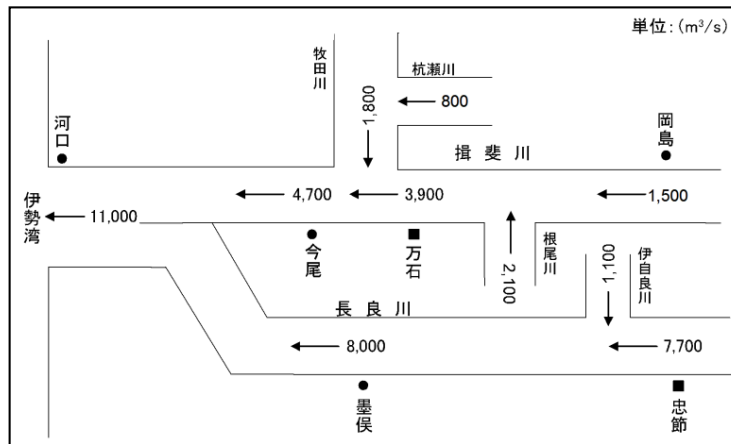 単位：(m³/s)
牧田川
杭瀬川
800
1,800
河口
岡島
揖斐川
4,700
3,900
1,500
伊勢湾
11,000
今尾
万石
2,100
根尾川
1,100
伊自良川
長良川
8,000
7,700
墨俣
忠節